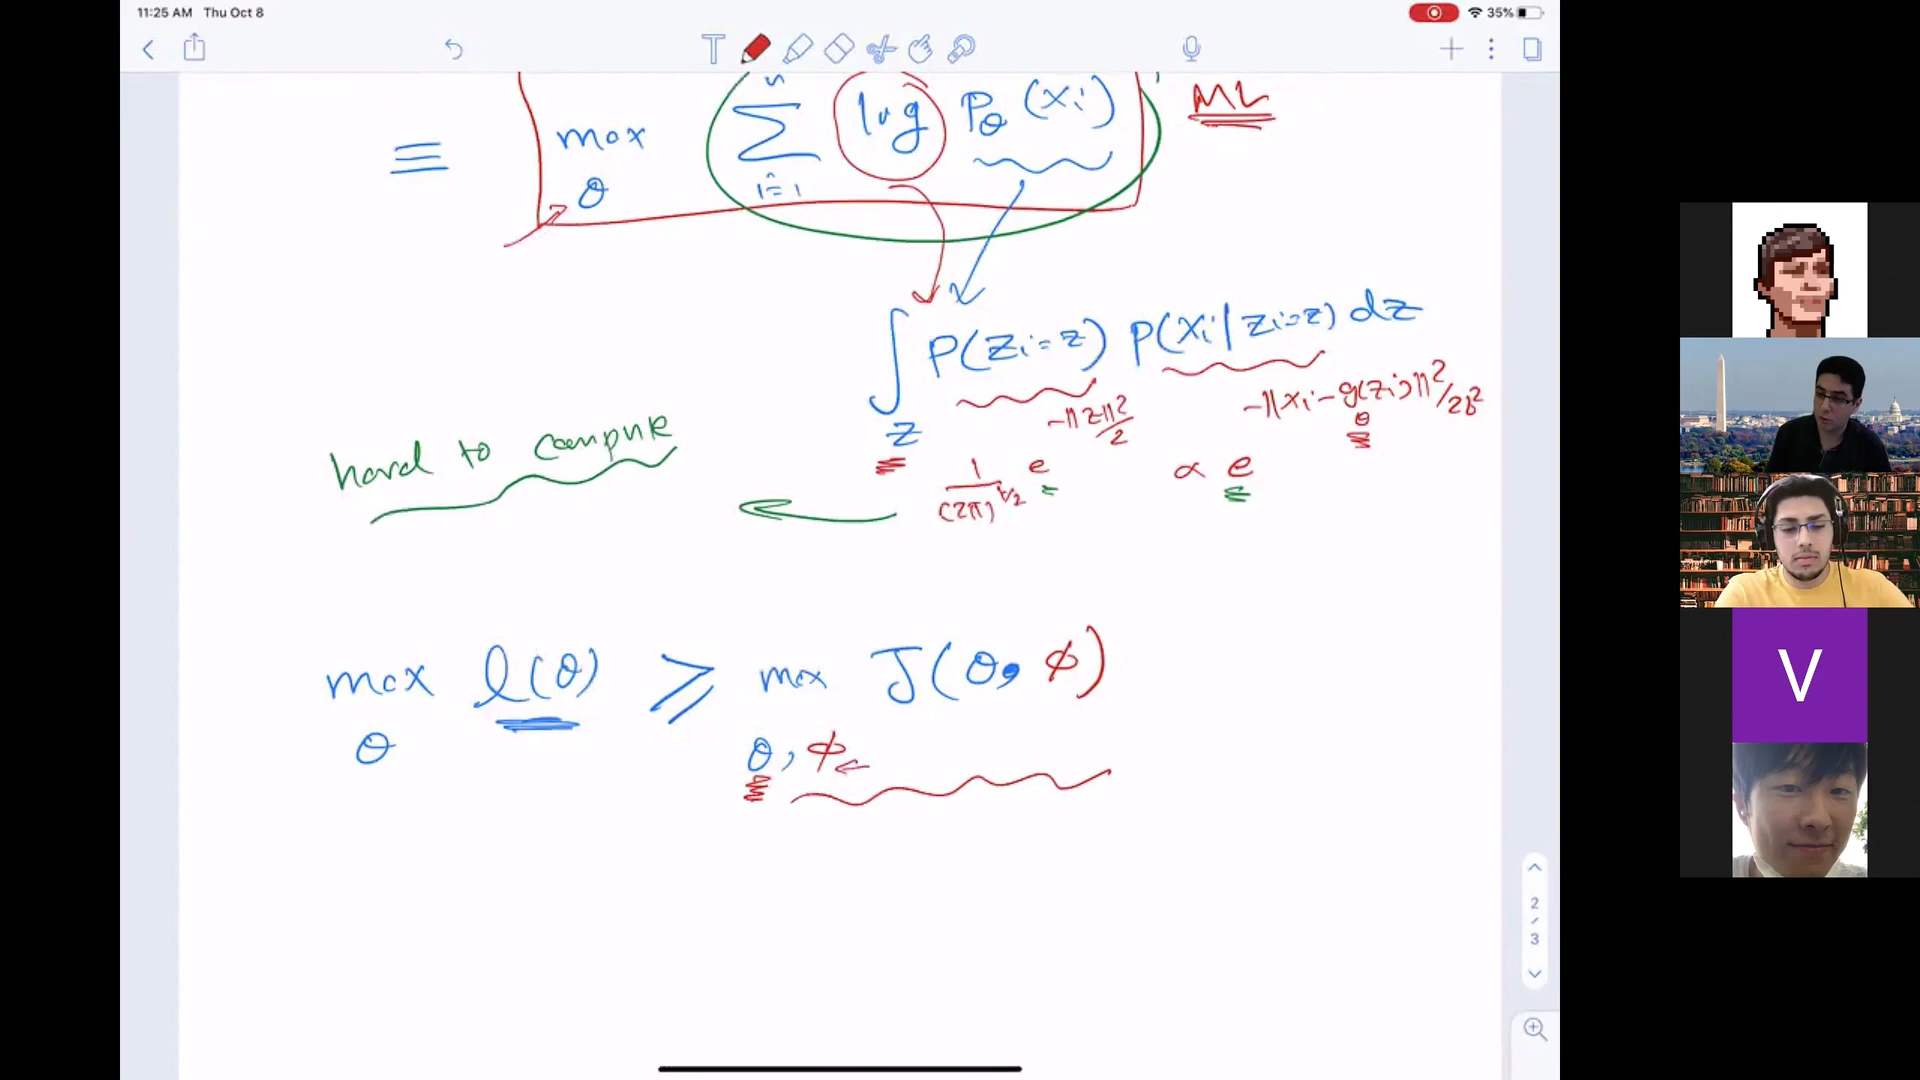 11:25 AM Thu Oct 8
35%
T
≡ max θ ∑ i=1 n log Pθ (xi) ML
∫ z P(zi=z) P(xi|zi=z) dz
1/(2π)^r/2 e -||z||²/2 ∝ e -||xi - gθ(zi)||²/2δ²
hard to compute
max θ l(θ) ≥ max θ, φ J(θ, φ)
2
/
3
V